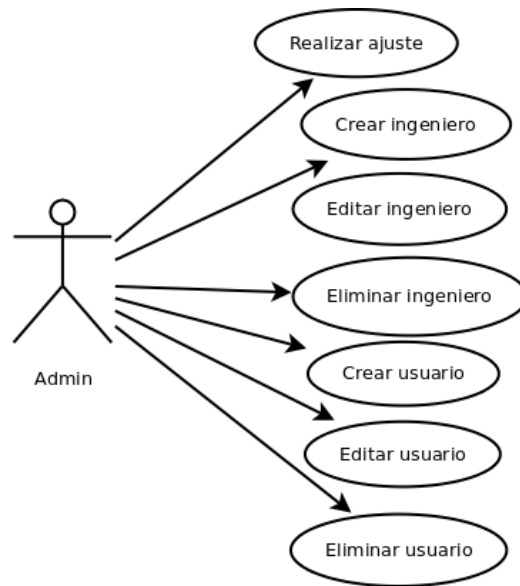 Realizar ajuste
Crear ingeniero
Editar ingeniero
Eliminar ingeniero
Crear usuario
Editar usuario
Eliminar usuario
Admin